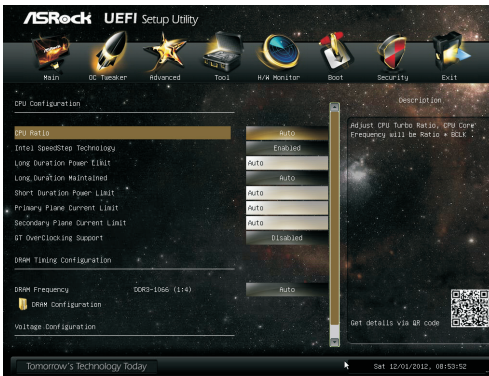 ASRock UEFI Setup Utility
Main OC Tweaker Advanced Tool H/W Monitor Boot Security Exit
CPU Configuration
CPU Ratio Auto
Intel SpeedStep Technology Enabled
Long Duration Power Limit Auto
Long Duration Maintained Auto
Short Duration Power Limit Auto
Primary Plane Current Limit Auto
Secondary Plane Current Limit Auto
GT OverClocking Support Disabled
DRAM Timing Configuration
DRAM Frequency DDR3-1066 (1:4) Auto
DRAM Configuration
Voltage Configuration
Description
Adjust CPU Turbo Ratio, CPU Core
Frequency will be Ratio * BCLK .
Get details via QR code
Tomorrow's Technology Today
Sat 12/01/2012, 08:53:52